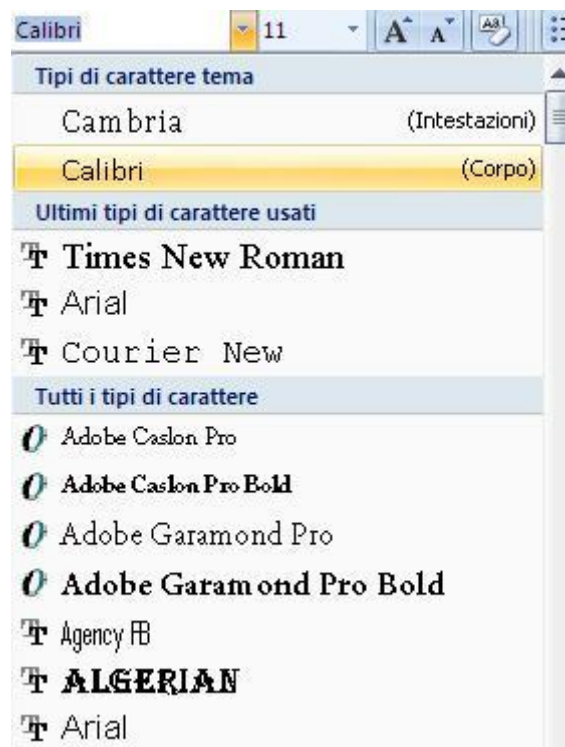 Calibri 11 A A Aa
Tipi di carattere tema
Cambria (Intestazioni)
Calibri (Corpo)
Ultimi tipi di carattere usati
Times New Roman
Arial
Courier New
Tutti i tipi di carattere
Adobe Caslon Pro
Adobe Caslon Pro Bold
Adobe Garamond Pro
Adobe Garamond Pro Bold
Agency FB
ALGERIAN
Arial